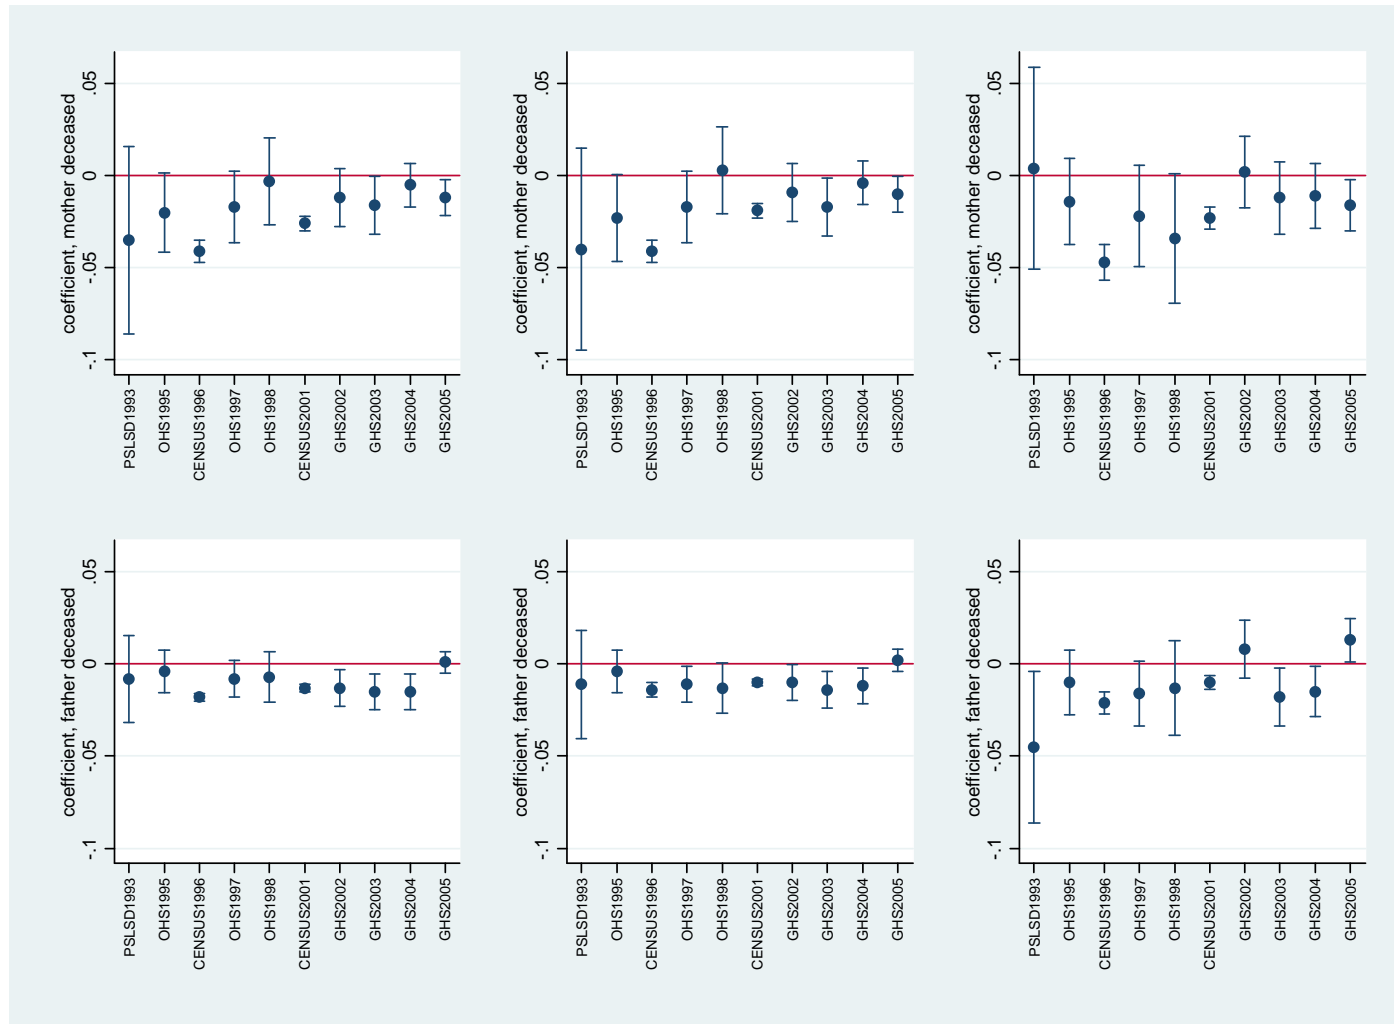 coefficient, mother deceased
.05
0
-.05
-.1
PSLSD1993
OHS1995
CENSUS1996
OHS1997
OHS1998
CENSUS2001
GHS2002
GHS2003
GHS2004
GHS2005
coefficient, mother deceased
.05
0
-.05
-.1
PSLSD1993
OHS1995
CENSUS1996
OHS1997
OHS1998
CENSUS2001
GHS2002
GHS2003
GHS2004
GHS2005
coefficient, mother deceased
.05
0
-.05
-.1
PSLSD1993
OHS1995
CENSUS1996
OHS1997
OHS1998
CENSUS2001
GHS2002
GHS2003
GHS2004
GHS2005
coefficient, father deceased
.05
0
-.05
-.1
PSLSD1993
OHS1995
CENSUS1996
OHS1997
OHS1998
CENSUS2001
GHS2002
GHS2003
GHS2004
GHS2005
coefficient, father deceased
.05
0
-.05
-.1
PSLSD1993
OHS1995
CENSUS1996
OHS1997
OHS1998
CENSUS2001
GHS2002
GHS2003
GHS2004
GHS2005
coefficient, father deceased
.05
0
-.05
-.1
PSLSD1993
OHS1995
CENSUS1996
OHS1997
OHS1998
CENSUS2001
GHS2002
GHS2003
GHS2004
GHS2005